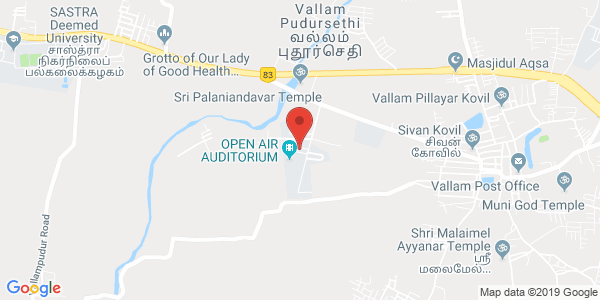 SASTRA
Deemed
University
சாஸ்த்ரா
நிகர்நிலைப்
பல்கலைக்கழகம்
Grotto of Our Lady
of Good Health...
83
Vallam
Pudursethi
வல்லம்
புதூர்செதி
Sri Palaniandavar Temple
Masjidul Aqsa
Vallam Pillayar Kovil
OPEN AIR
AUDITORIUM
Sivan Kovil
சிவன்
கோவில்
Vallam Post Office
Muni God Temple
Shri Malaimel
Ayyanar Temple
ஸ்ரீ
மலைமேல்...
allampudur Road
Google
Map data ©2019 Google